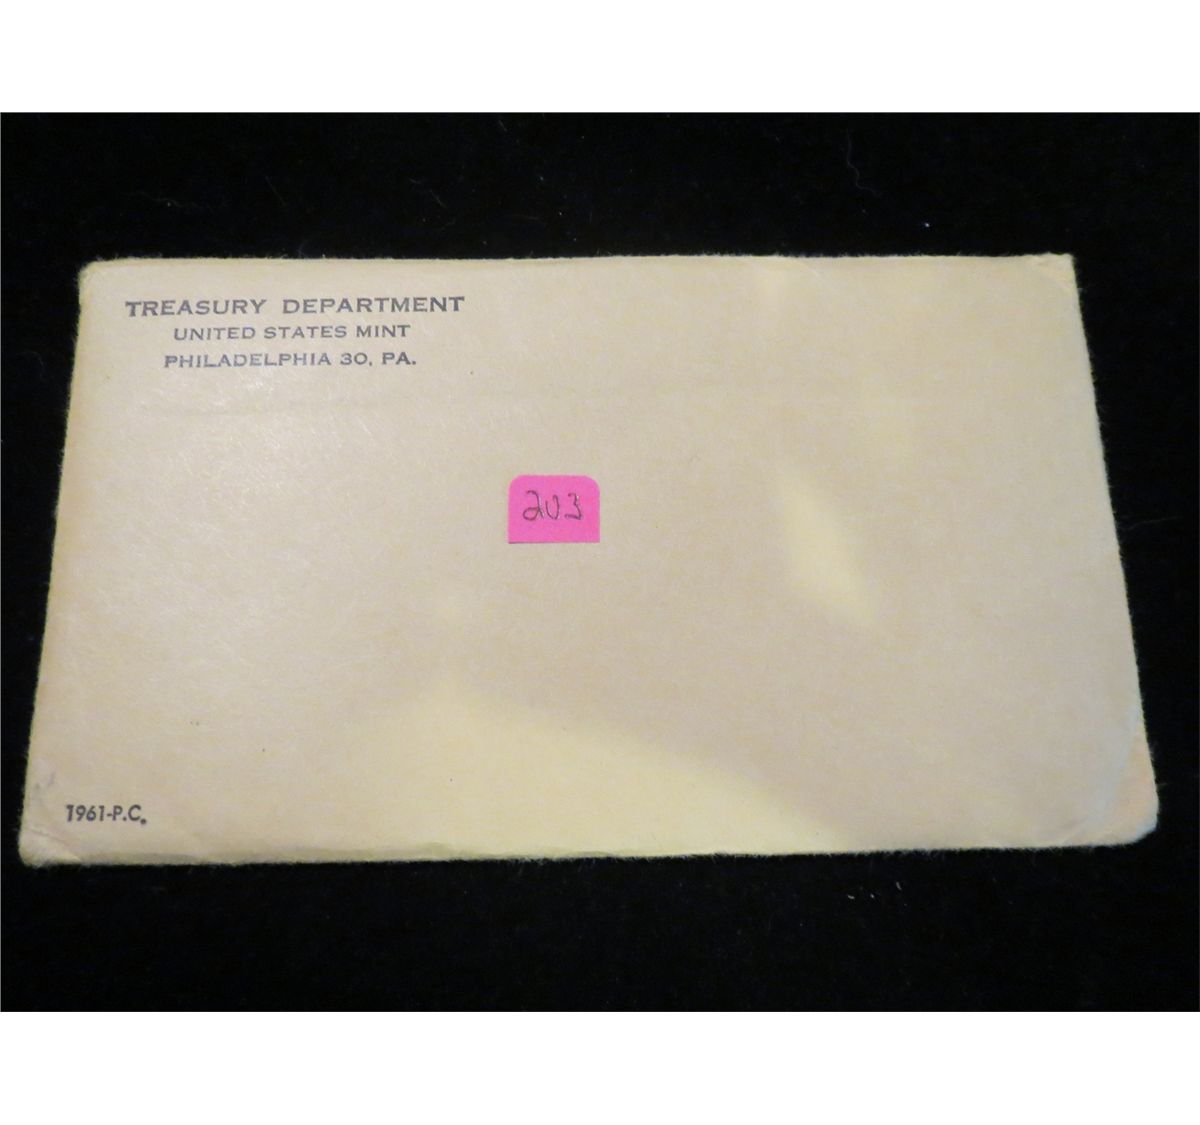 TREASURY DEPARTMENT
UNITED STATES MINT
PHILADELPHIA 30, PA.
203
1961-P.C.